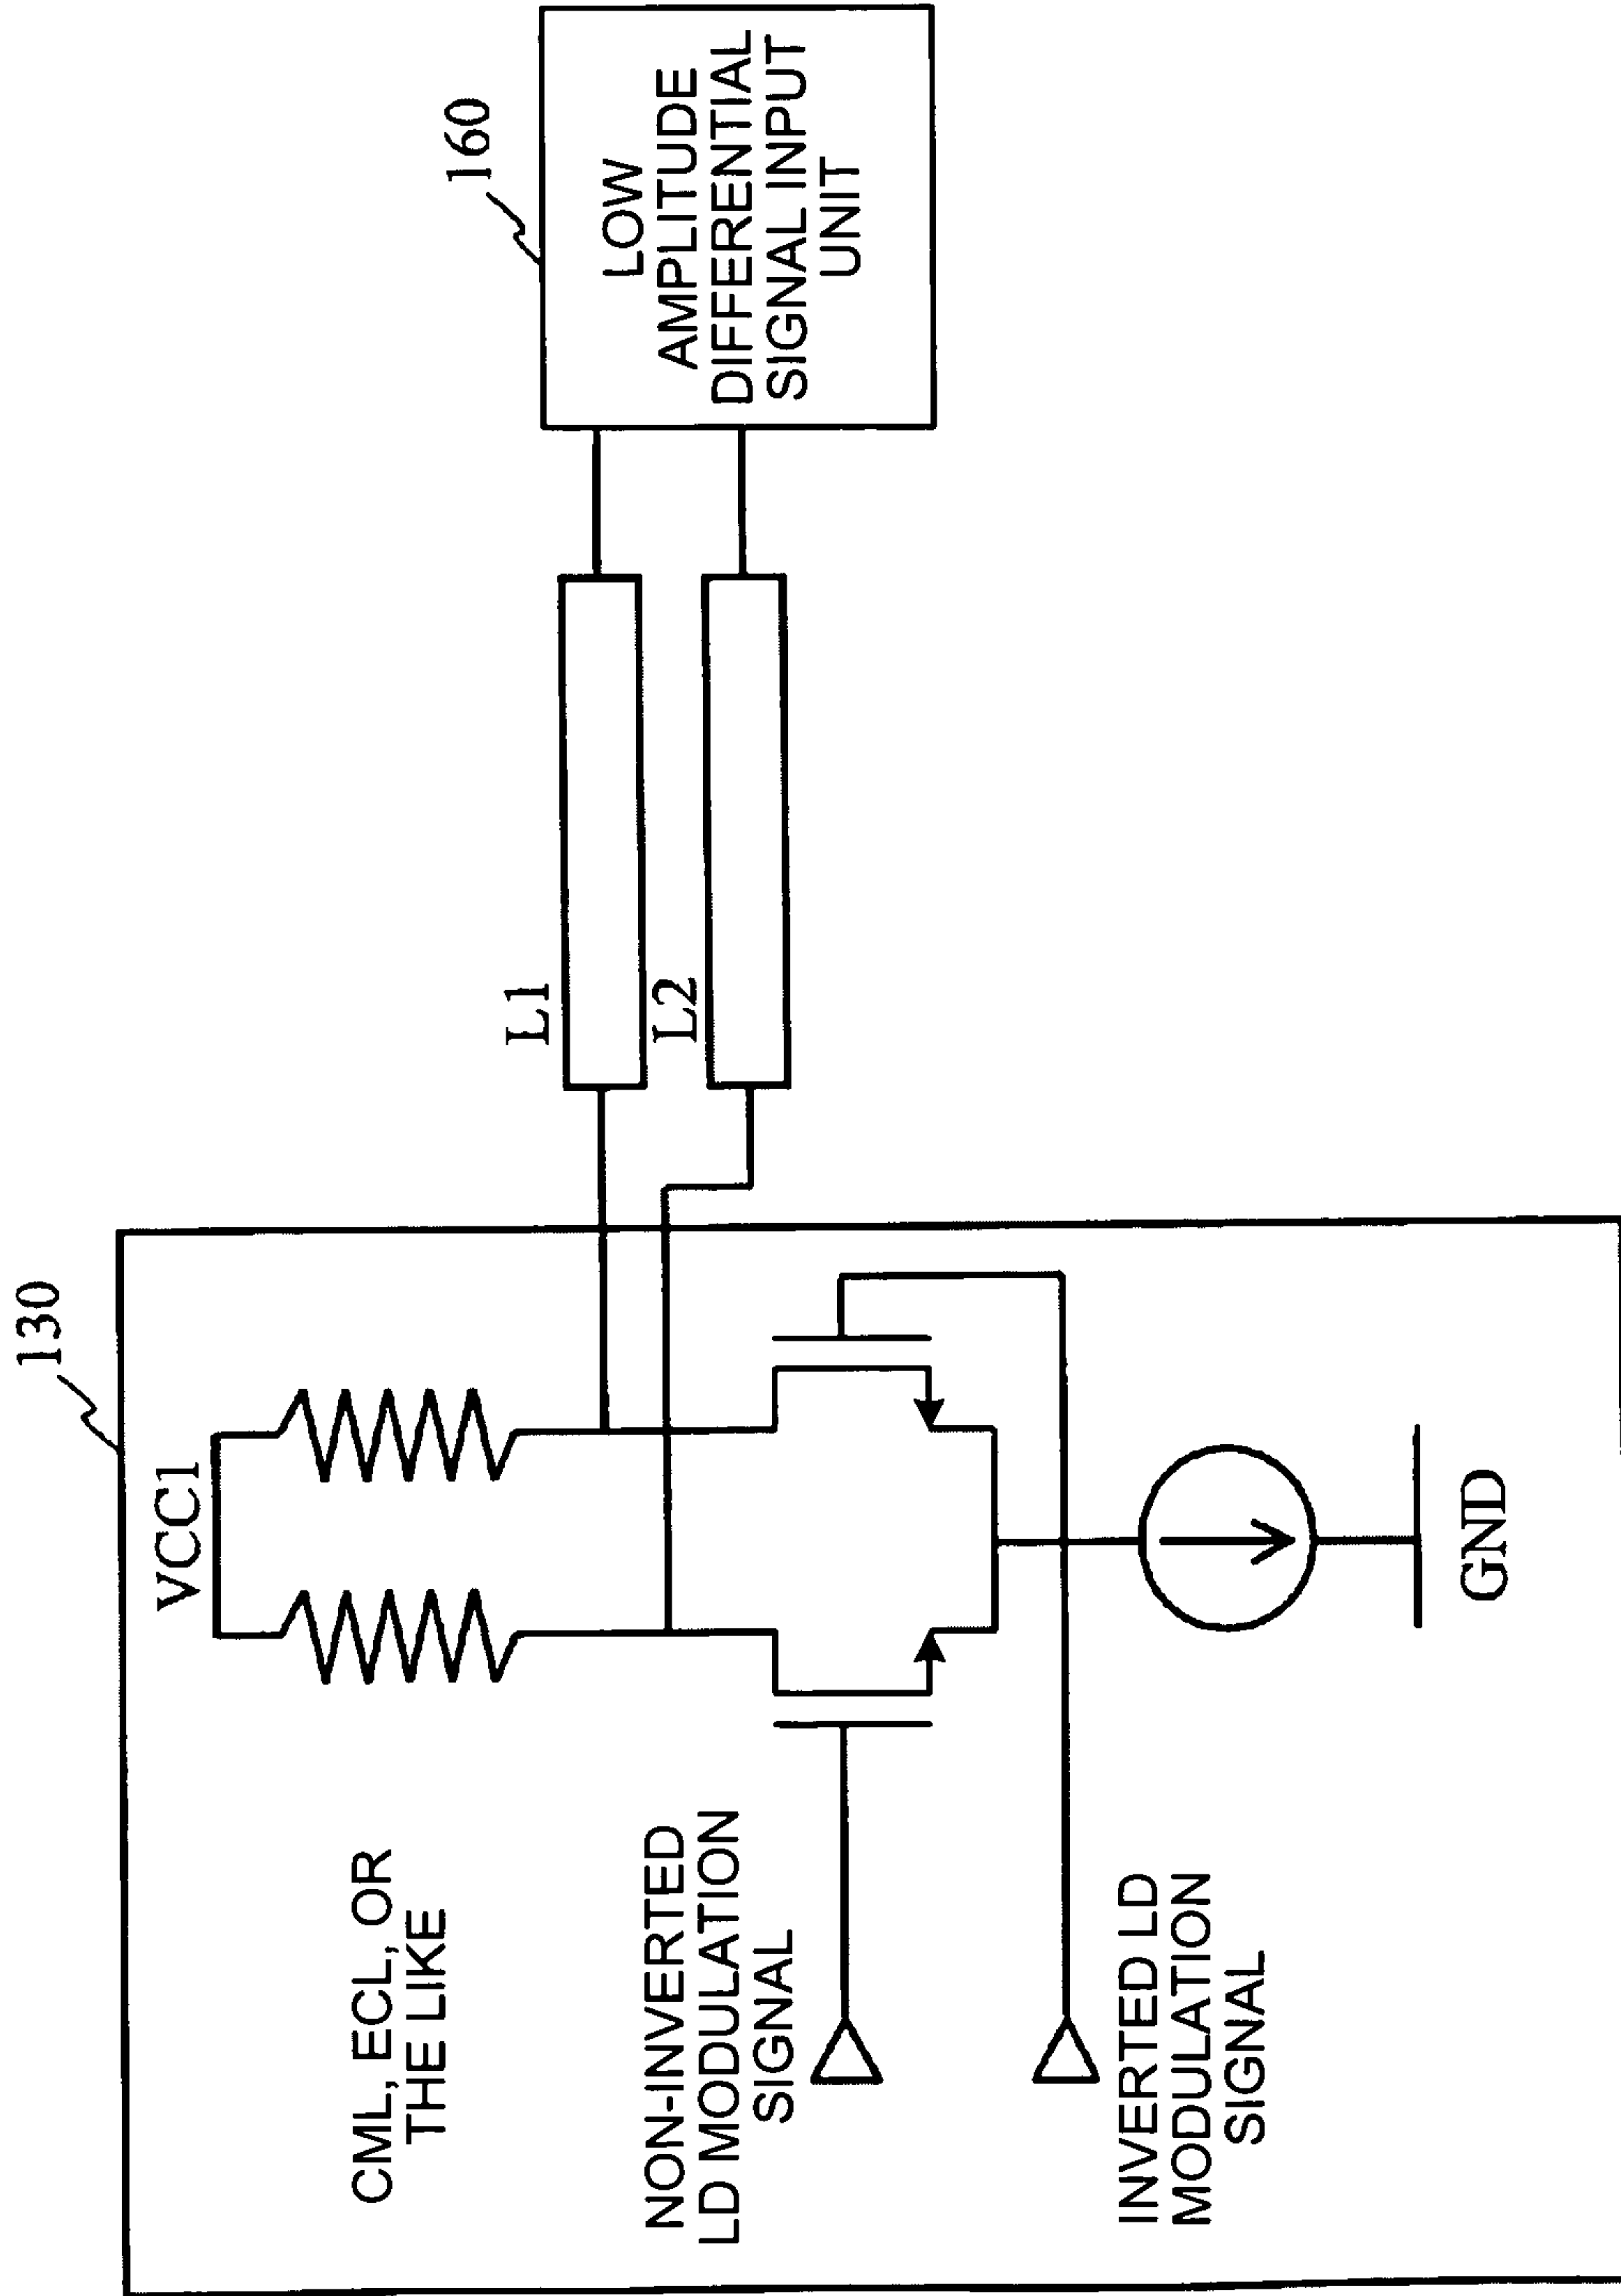 130
VCC1
CML, ECL, OR
THE LIKE
NON-INVERTED
LD MODULATION
SIGNAL
INVERTED LD
MODULATION
SIGNAL
GND
L1
L2
160
LOW
AMPLITUDE
DIFFERENTIAL
SIGNAL INPUT
UNIT